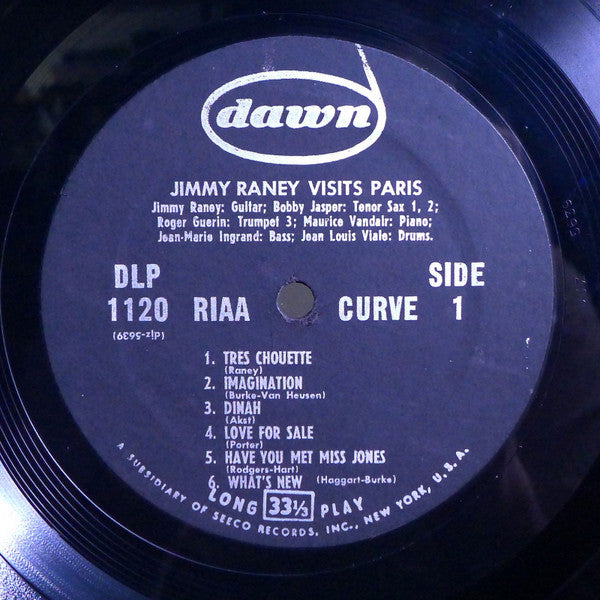 dawn
JIMMY RANEY VISITS PARIS
Jimmy Raney: Guitar; Bobby Jasper: Tenor Sax 1, 2;
Roger Guerin: Trumpet 3; Maurice Vandair: Piano;
Jean-Marie Ingrand: Bass; Jean Louis Viale: Drums.
DLP 1120
(dlz-5639)
RIAA CURVE
SIDE 1
1. TRES CHOUETTE
(Raney)
2. IMAGINATION
(Burke-Van Heusen)
3. DINAH
(Akst)
4. LOVE FOR SALE
(Porter)
5. HAVE YOU MET MISS JONES
(Rodgers-Hart)
6. WHAT'S NEW (Haggart-Burke)
LONG 33⅓ PLAY
A SUBSIDIARY OF SEECO RECORDS, INC., NEW YORK, U.S.A.